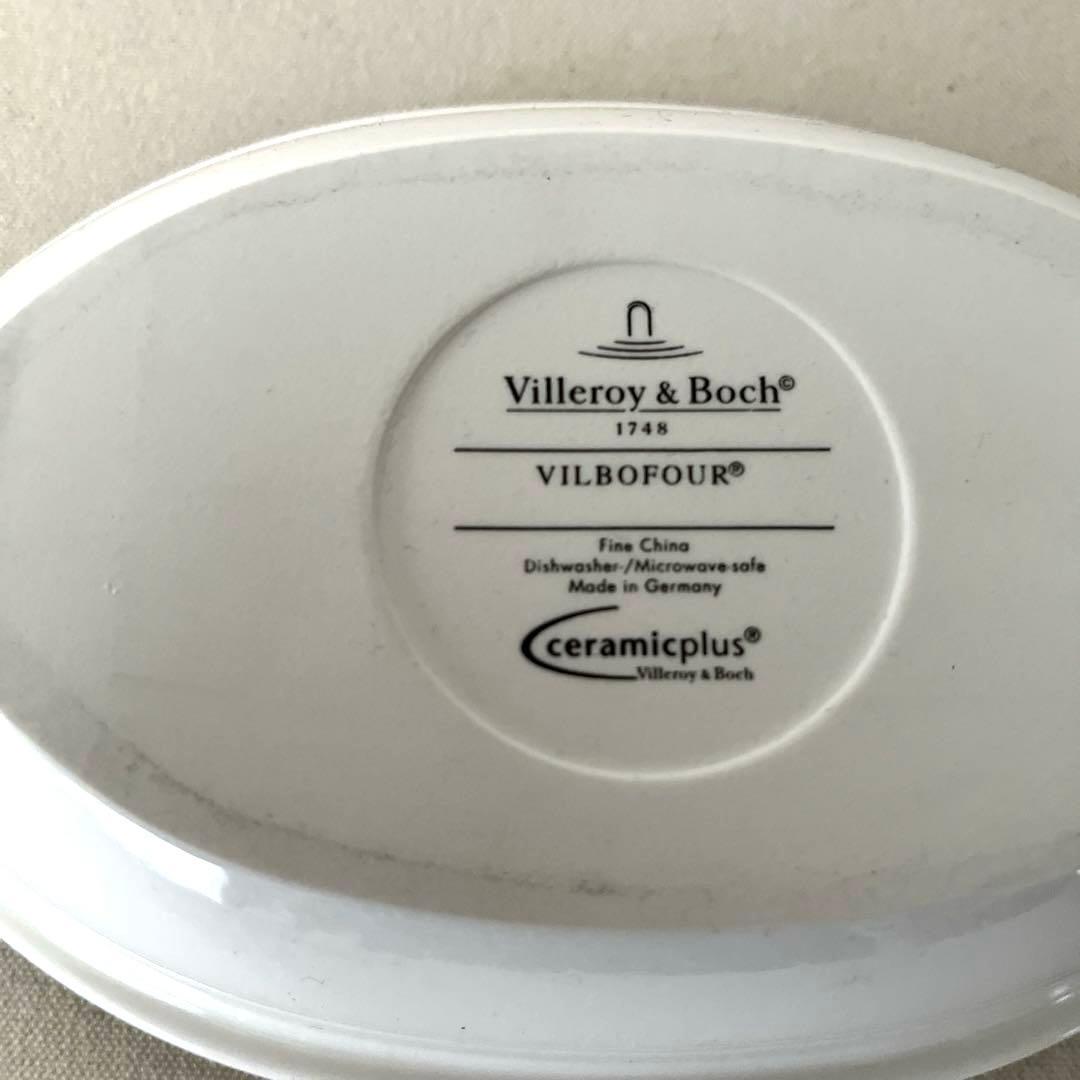 Villeroy & Boch©
1748
VILBOFOUR®
Fine China
Dishwasher-/Microwave-safe
Made in Germany
ceramicplus®
Villeroy & Boch